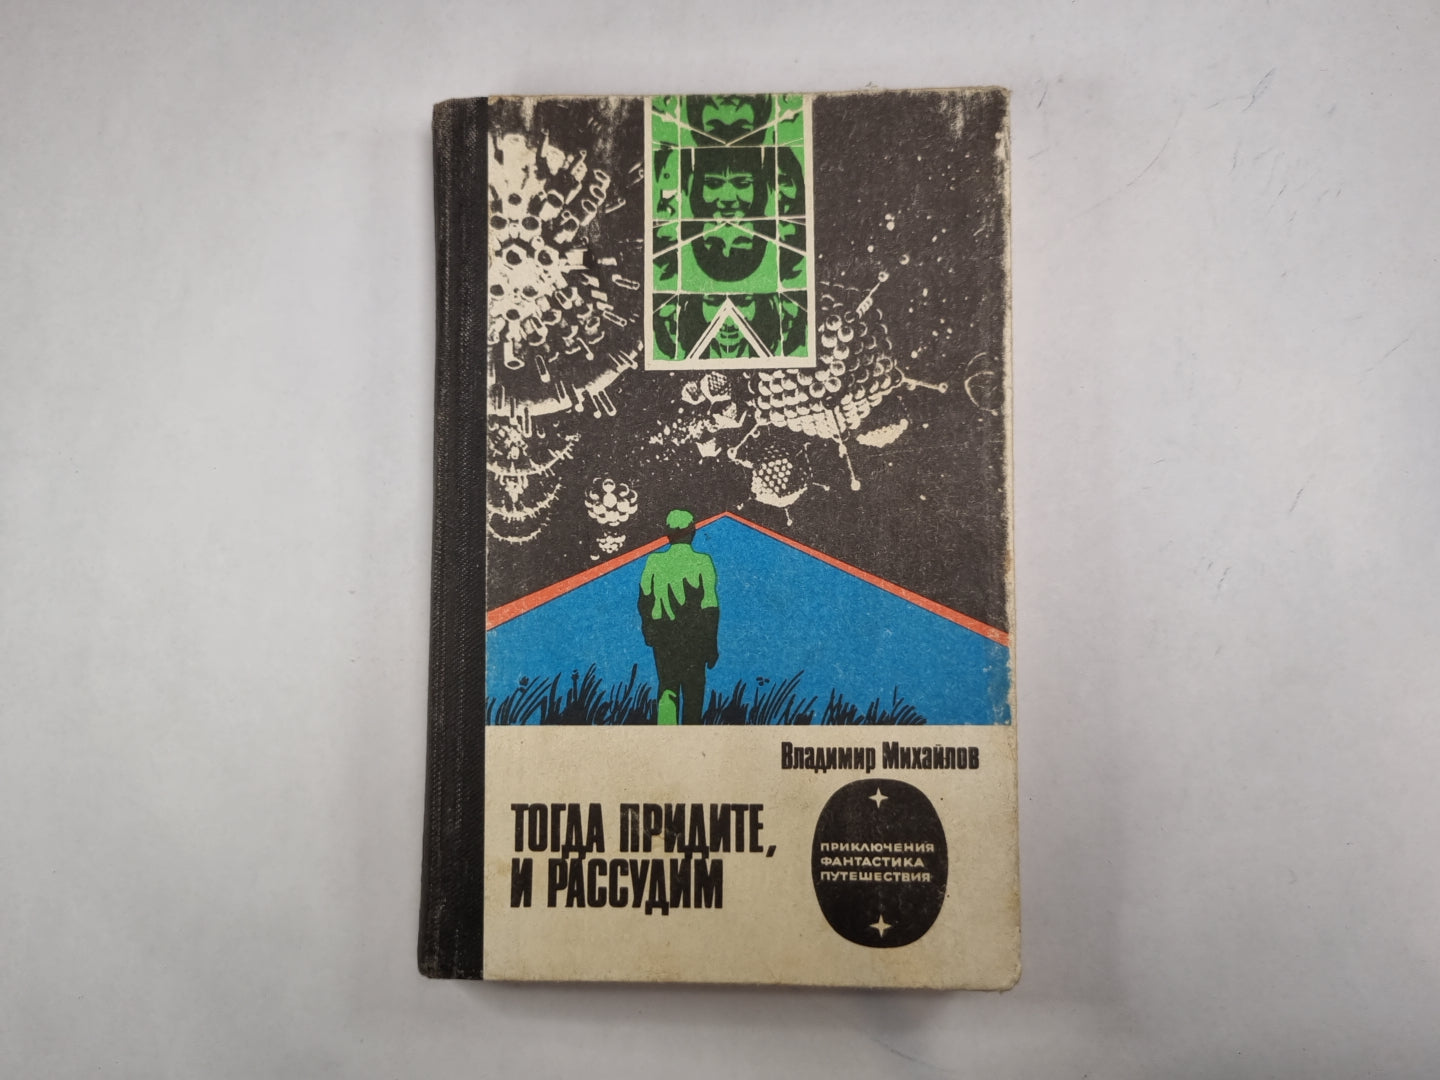 Владимир Михайлов
ТОГДА ПРИДИТЕ,
И РАССУДИМ
ПРИКЛЮЧЕНИЯ
ФАНТАСТИКА
ПУТЕШЕСТВИЯ